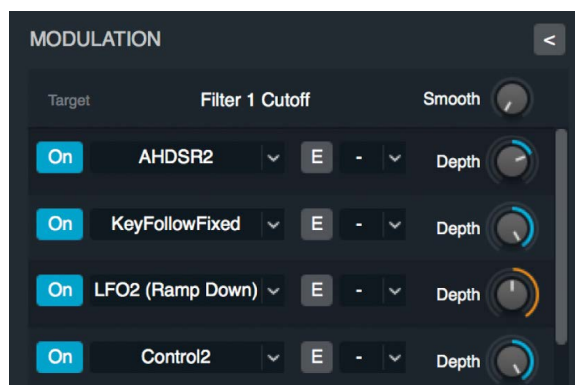 MODULATION <
Target Filter 1 Cutoff Smooth
On AHDSR2 E - Depth
On KeyFollowFixed E - Depth
On LFO2 (Ramp Down) E - Depth
On Control2 E - Depth